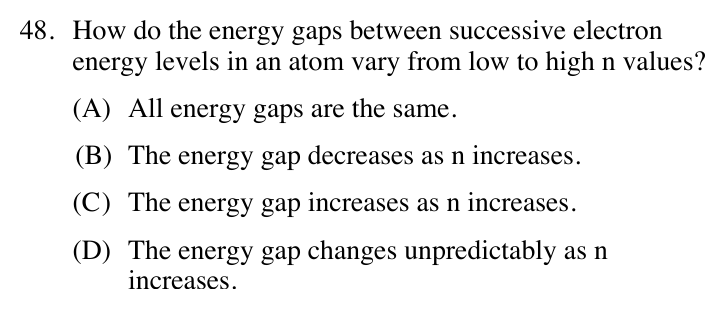 48. How do the energy gaps between successive electron
energy levels in an atom vary from low to high n values?
(A) All energy gaps are the same.
(B) The energy gap decreases as n increases.
(C) The energy gap increases as n increases.
(D) The energy gap changes unpredictably as n
increases.